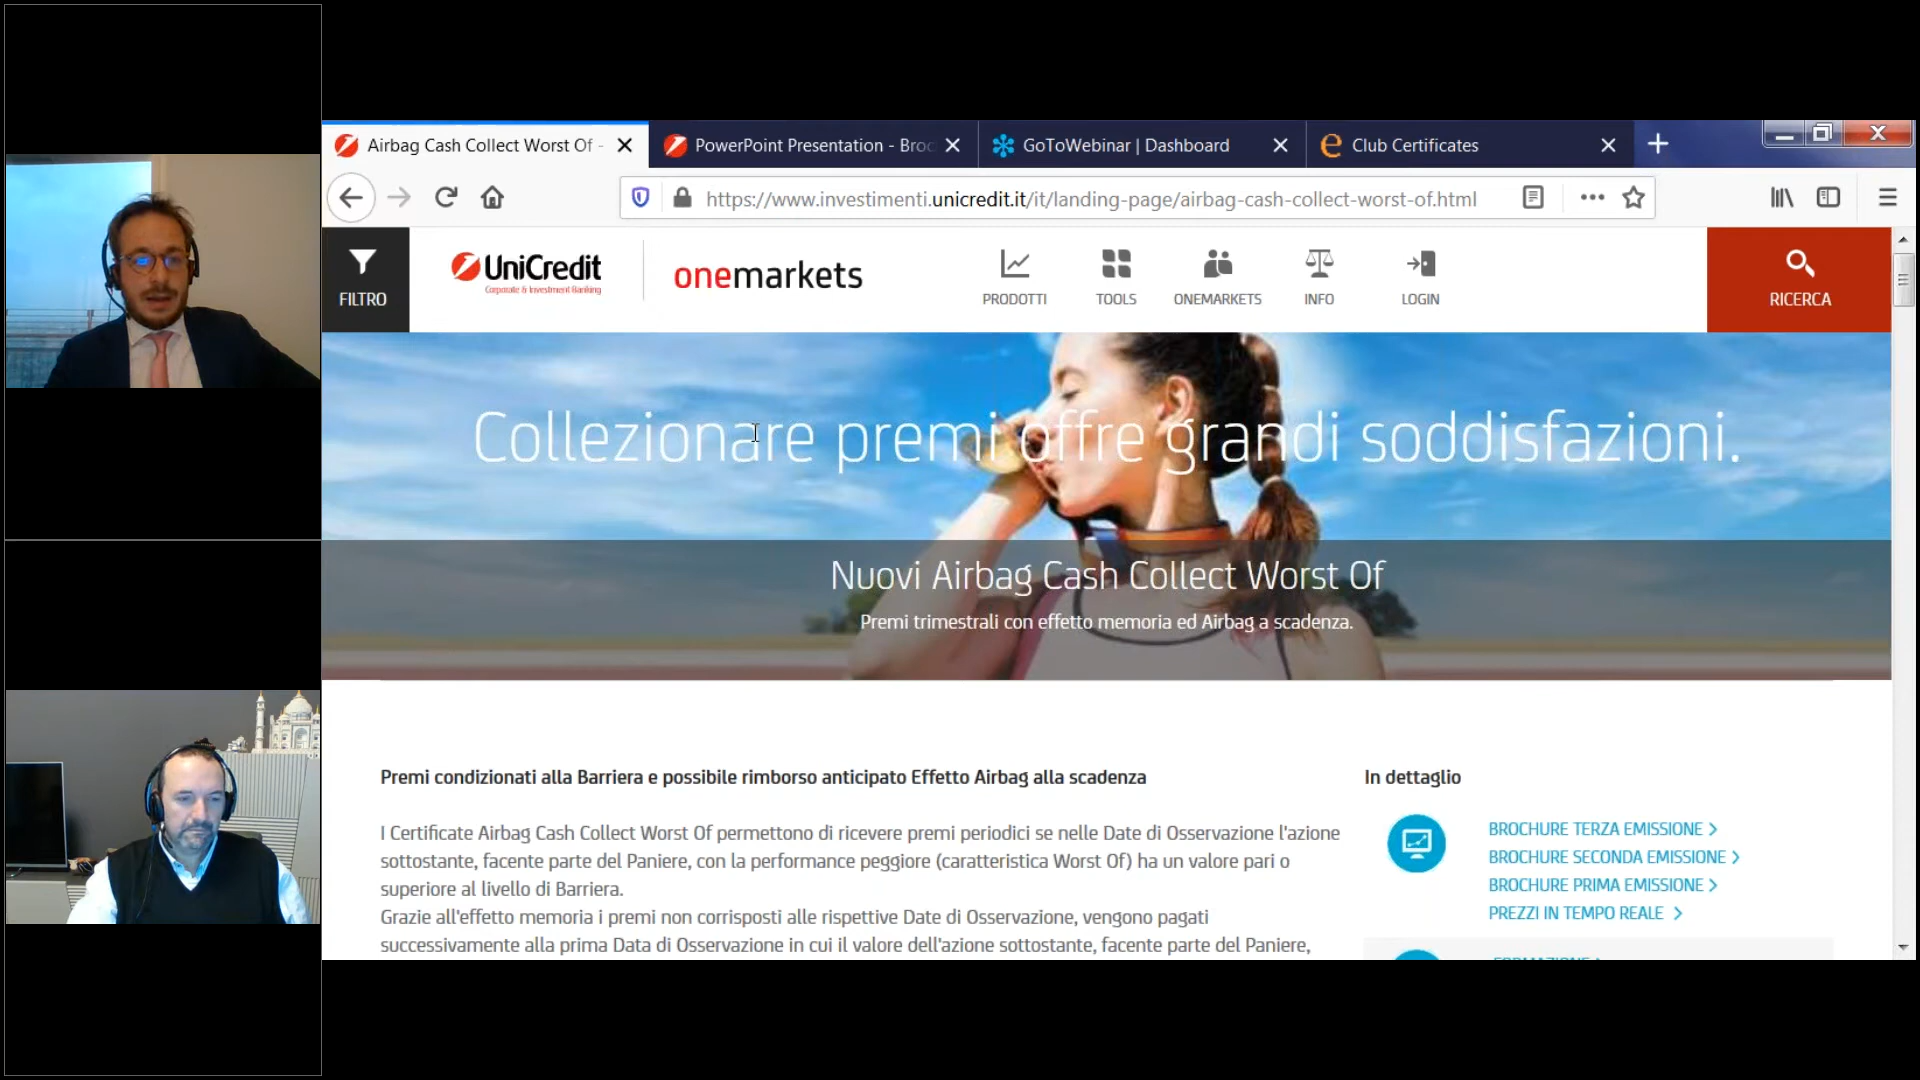 Airbag Cash Collect Worst Of -
PowerPoint Presentation - Broc
GoToWebinar | Dashboard
Club Certificates
https://www.investimenti.unicredit.it/it/landing-page/airbag-cash-collect-worst-of.html
FILTRO
UniCredit
Corporate & Investment Banking
onemarkets
PRODOTTI
TOOLS
ONEMARKETS
INFO
LOGIN
RICERCA
Collezionare premi offre grandi soddisfazioni.
Nuovi Airbag Cash Collect Worst Of
Premi trimestrali con effetto memoria ed Airbag a scadenza.
Premi condizionati alla Barriera e possibile rimborso anticipato Effetto Airbag alla scadenza
I Certificate Airbag Cash Collect Worst Of permettono di ricevere premi periodici se nelle Date di Osservazione l'azione
sottostante, facente parte del Paniere, con la performance peggiore (caratteristica Worst Of) ha un valore pari o
superiore al livello di Barriera.
Grazie all'effetto memoria i premi non corrisposti alle rispettive Date di Osservazione, vengono pagati
successivamente alla prima Data di Osservazione in cui il valore dell'azione sottostante, facente parte del Paniere,
In dettaglio
BROCHURE TERZA EMISSIONE >
BROCHURE SECONDA EMISSIONE >
BROCHURE PRIMA EMISSIONE >
PREZZI IN TEMPO REALE >